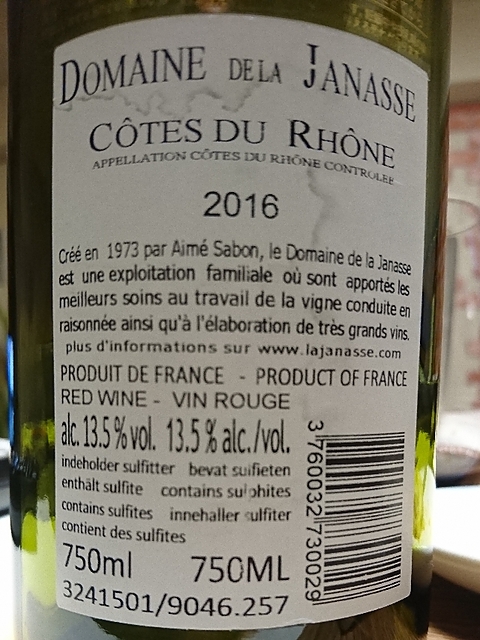 DOMAINE DE LA JANASSE
CÔTES DU RHÔNE
APPELLATION CÔTES DU RHÔNE CONTROLEE
2016
Créé en 1973 par Aimé Sabon, le Domaine de la Janasse
est une exploitation familiale où sont apportés les
meilleurs soins au travail de la vigne conduite en
raisonnée ainsi qu'à l'élaboration de très grands vins.
plus d'informations sur www.lajanasse.com
PRODUIT DE FRANCE - PRODUCT OF FRANCE
RED WINE - VIN ROUGE
alc. 13.5 % vol. 13.5 % alc./vol.
indeholder sulfitter bevat sulfieten
enthält sulfite contains sulphites
contains sulfites innehaller sulfiter
contient des sulfites
750ml 750ML
3241501/9046.257
3760032730029